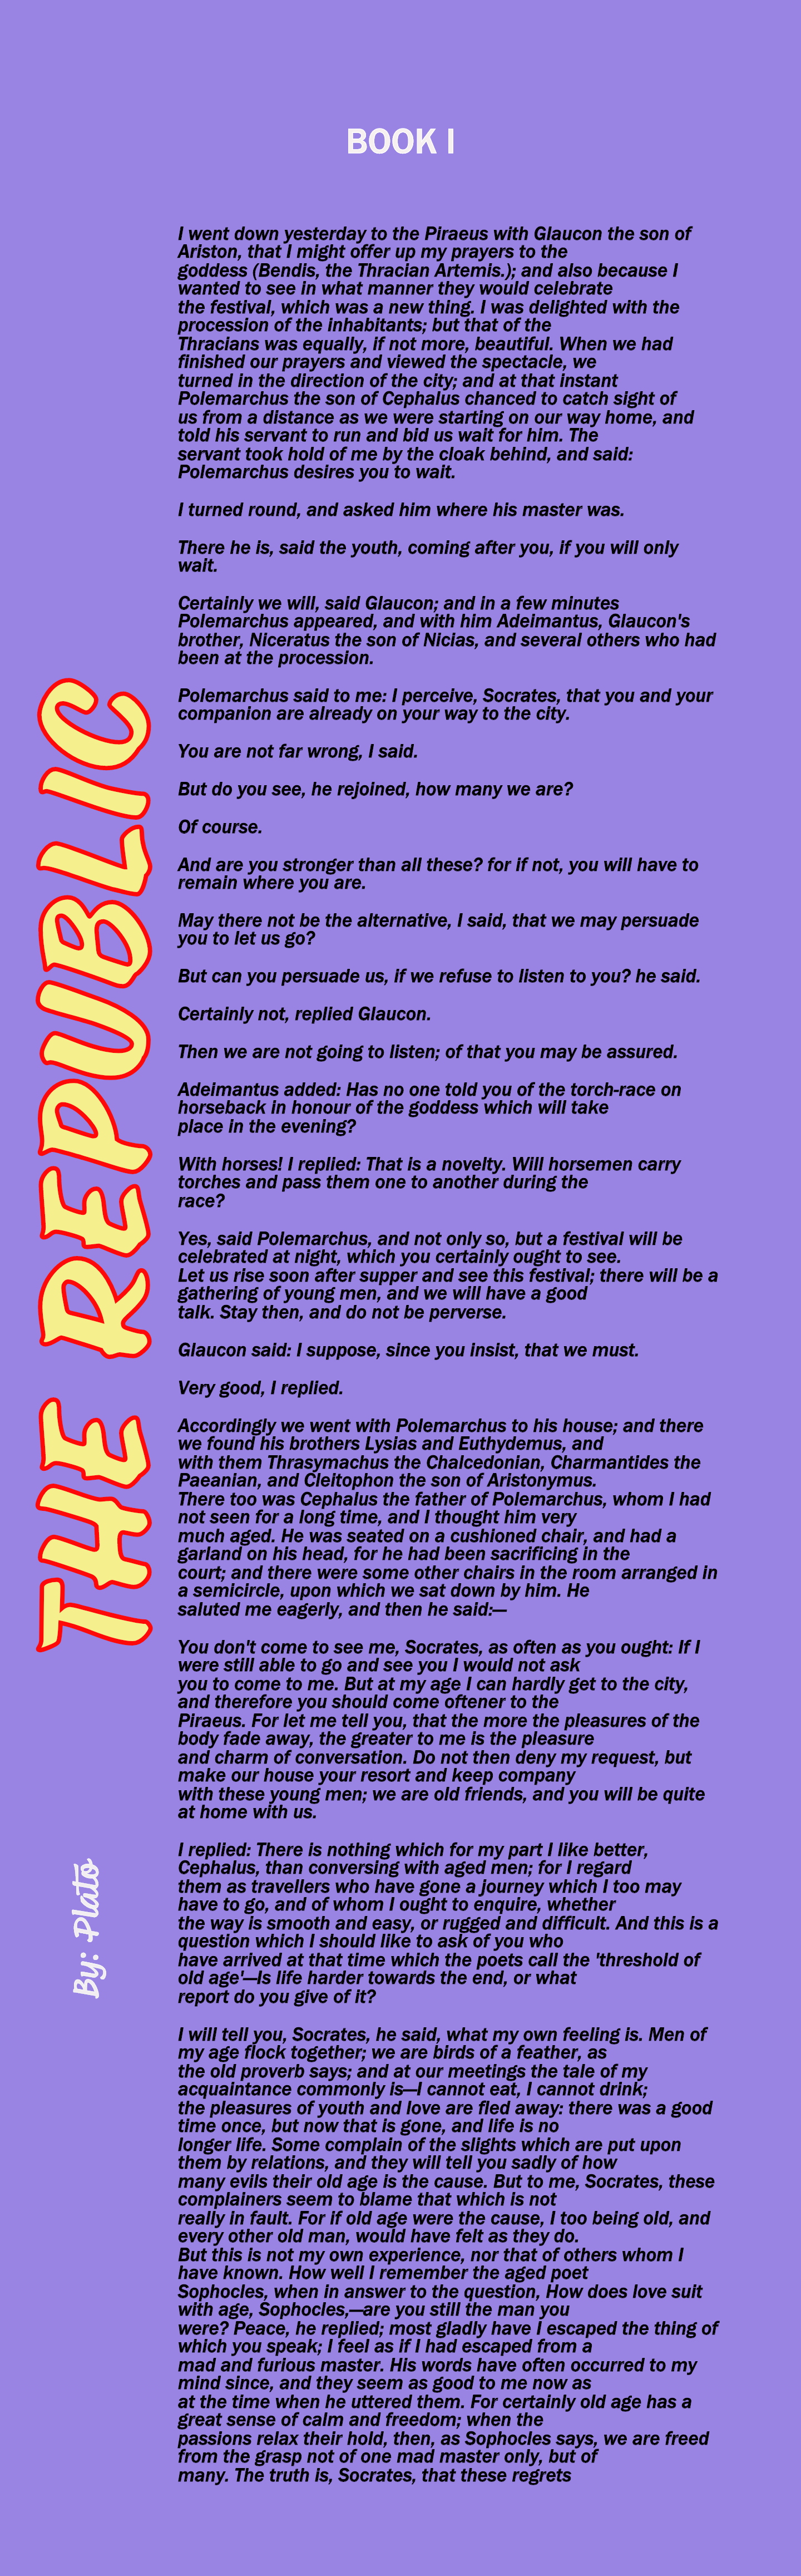 BOOK I
I went down yesterday to the Piraeus with Glaucon the son of
Ariston, that I might offer up my prayers to the
goddess (Bendis, the Thracian Artemis.); and also because I
wanted to see in what manner they would celebrate
the festival, which was a new thing. I was delighted with the
procession of the inhabitants; but that of the
Thracians was equally, if not more, beautiful. When we had
finished our prayers and viewed the spectacle, we
turned in the direction of the city; and at that instant
Polemarchus the son of Cephalus chanced to catch sight of
us from a distance as we were starting on our way home, and
told his servant to run and bid us wait for him. The
servant took hold of me by the cloak behind, and said:
Polemarchus desires you to wait.
I turned round, and asked him where his master was.
There he is, said the youth, coming after you, if you will only
wait.
Certainly we will, said Glaucon; and in a few minutes
Polemarchus appeared, and with him Adeimantus, Glaucon's
brother, Niceratus the son of Nicias, and several others who had
been at the procession.
Polemarchus said to me: I perceive, Socrates, that you and your
companion are already on your way to the city.
You are not far wrong, I said.
But do you see, he rejoined, how many we are?
Of course.
And are you stronger than all these? for if not, you will have to
remain where you are.
May there not be the alternative, I said, that we may persuade
you to let us go?
But can you persuade us, if we refuse to listen to you? he said.
Certainly not, replied Glaucon.
Then we are not going to listen; of that you may be assured.
Adeimantus added: Has no one told you of the torch-race on
horseback in honour of the goddess which will take
place in the evening?
With horses! I replied: That is a novelty. Will horsemen carry
torches and pass them one to another during the
race?
Yes, said Polemarchus, and not only so, but a festival will be
celebrated at night, which you certainly ought to see.
Let us rise soon after supper and see this festival; there will be a
gathering of young men, and we will have a good
talk. Stay then, and do not be perverse.
Glaucon said: I suppose, since you insist, that we must.
Very good, I replied.
Accordingly we went with Polemarchus to his house; and there
we found his brothers Lysias and Euthydemus, and
with them Thrasymachus the Chalcedonian, Charmantides the
Paeanian, and Cleitophon the son of Aristonymus.
There too was Cephalus the father of Polemarchus, whom I had
not seen for a long time, and I thought him very
much aged. He was seated on a cushioned chair, and had a
garland on his head, for he had been sacrificing in the
court; and there were some other chairs in the room arranged in
a semicircle, upon which we sat down by him. He
saluted me eagerly, and then he said:—
You don't come to see me, Socrates, as often as you ought: If I
were still able to go and see you I would not ask
you to come to me. But at my age I can hardly get to the city,
and therefore you should come oftener to the
Piraeus. For let me tell you, that the more the pleasures of the
body fade away, the greater to me is the pleasure
and charm of conversation. Do not then deny my request, but
make our house your resort and keep company
with these young men; we are old friends, and you will be quite
at home with us.
I replied: There is nothing which for my part I like better,
Cephalus, than conversing with aged men; for I regard
them as travellers who have gone a journey which I too may
have to go, and of whom I ought to enquire, whether
the way is smooth and easy, or rugged and difficult. And this is a
question which I should like to ask of you who
have arrived at that time which the poets call the 'threshold of
old age'—Is life harder towards the end, or what
report do you give of it?
I will tell you, Socrates, he said, what my own feeling is. Men of
my age flock together; we are birds of a feather, as
the old proverb says; and at our meetings the tale of my
acquaintance commonly is—I cannot eat, I cannot drink;
the pleasures of youth and love are fled away: there was a good
time once, but now that is gone, and life is no
longer life. Some complain of the slights which are put upon
them by relations, and they will tell you sadly of how
many evils their old age is the cause. But to me, Socrates, these
complainers seem to blame that which is not
really in fault. For if old age were the cause, I too being old, and
every other old man, would have felt as they do.
But this is not my own experience, nor that of others whom I
have known. How well I remember the aged poet
Sophocles, when in answer to the question, How does love suit
with age, Sophocles,—are you still the man you
were? Peace, he replied; most gladly have I escaped the thing of
which you speak; I feel as if I had escaped from a
mad and furious master. His words have often occurred to my
mind since, and they seem as good to me now as
at the time when he uttered them. For certainly old age has a
great sense of calm and freedom; when the
passions relax their hold, then, as Sophocles says, we are freed
from the grasp not of one mad master only, but of
many. The truth is, Socrates, that these regrets
THE REPUBLIC
By: Plato